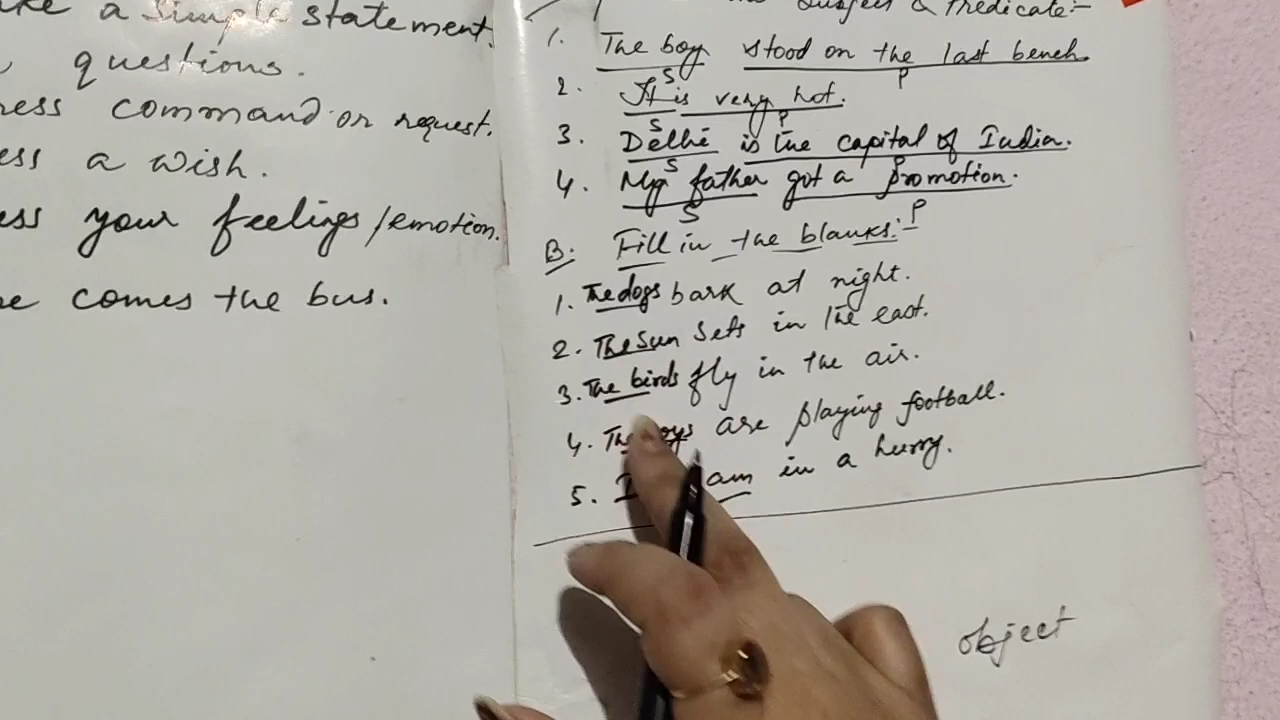 a simple statement.
questions.
command or request.
a wish.
your feelings/emotion.
comes the bus.
Subject & Predicate:-
1. The boy stood on the last bench.
S P
2. It is very hot.
S P
3. Delhi is the capital of India.
S P
4. My father got a promotion.
S P
B. Fill in the blanks:-
1. The dogs bark at night.
2. The Sun Sets in the east.
3. The birds fly in the air.
4. are playing football.
5. I am in a hurry.
object